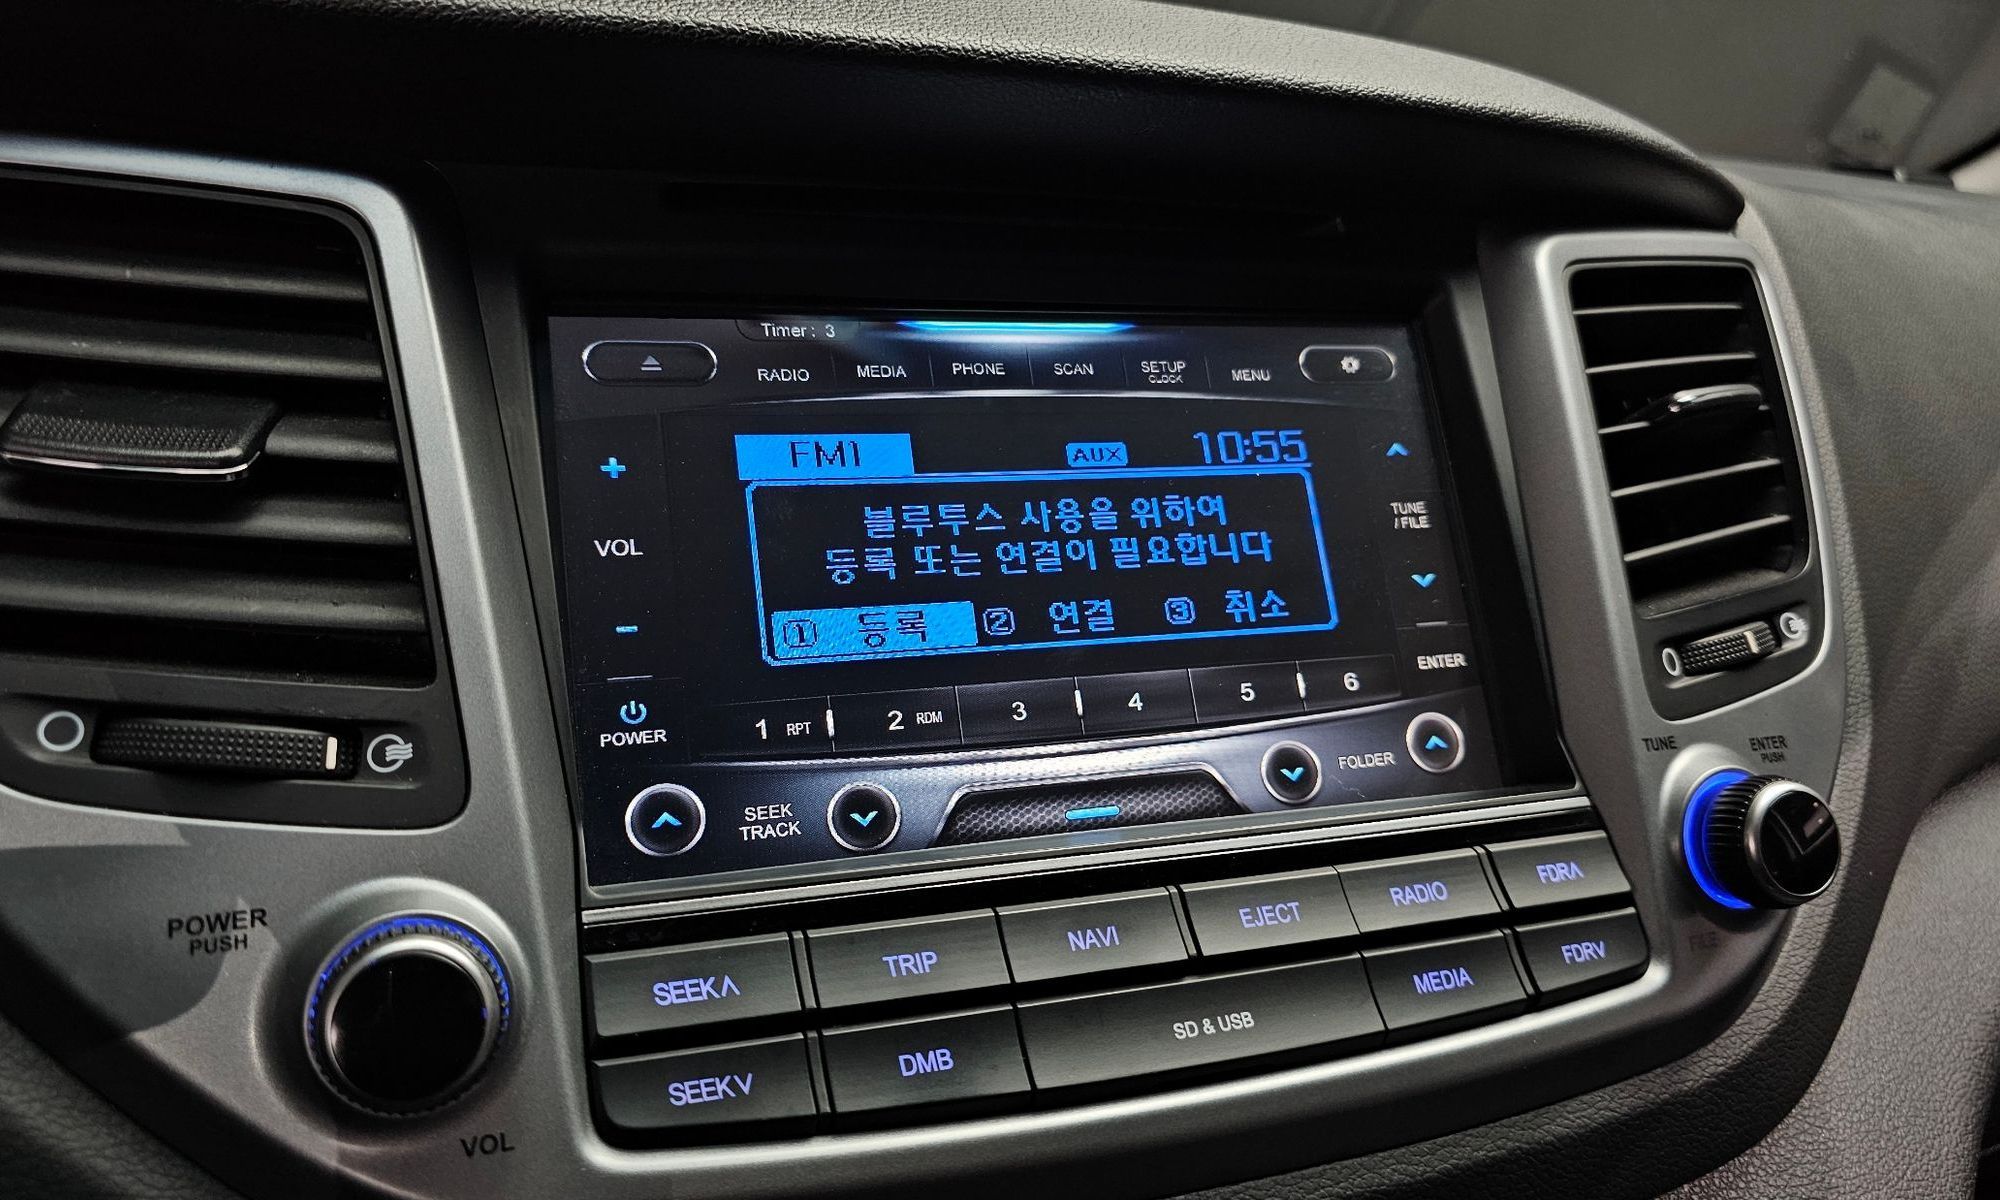 Timer : 3
RADIO
MEDIA
PHONE
SCAN
SETUP
CLOCK
MENU
FM1
AUX
10:55
블루투스 사용을 위하여
등록 또는 연결이 필요합니다
1 등록 2 연결 3 취소
+
VOL
-
POWER
TUNE
/ FILE
ENTER
1 RPT
2 RDM
3
4
5
6
SEEK
TRACK
FOLDER
TUNE
ENTER
PUSH
FILE
POWER
PUSH
VOL
SEEK∧
TRIP
NAVI
EJECT
RADIO
FDR∧
SEEK∨
DMB
SD & USB
MEDIA
FDR∨